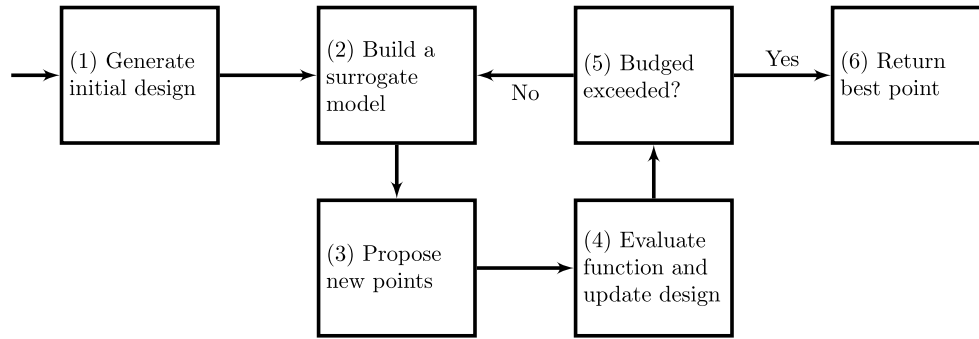 (1) Generate
initial design
(2) Build a
surrogate
model
(5) Budged
exceeded?
(6) Return
best point
No
Yes
(3) Propose
new points
(4) Evaluate
function and
update design